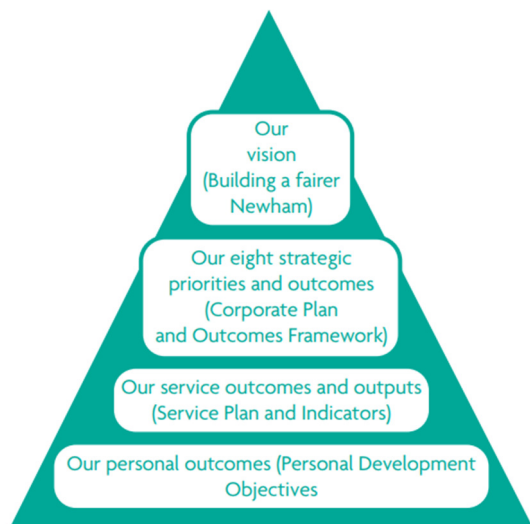 Our
vision
(Building a fairer
Newham)
Our eight strategic
priorities and outcomes
(Corporate Plan
and Outcomes Framework)
Our service outcomes and outputs
(Service Plan and Indicators)
Our personal outcomes (Personal Development
Objectives